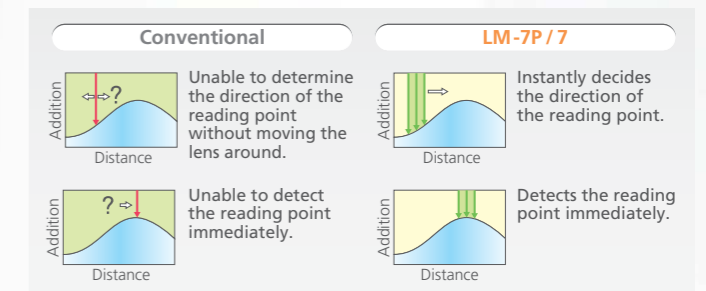 Conventional
Addition
?
Distance
Unable to determine
the direction of the
reading point
without moving the
lens around.
Addition
?
Distance
Unable to detect
the reading point
immediately.
LM-7P / 7
Addition
Distance
Instantly decides
the direction of
the reading point.
Addition
Distance
Detects the reading
point immediately.